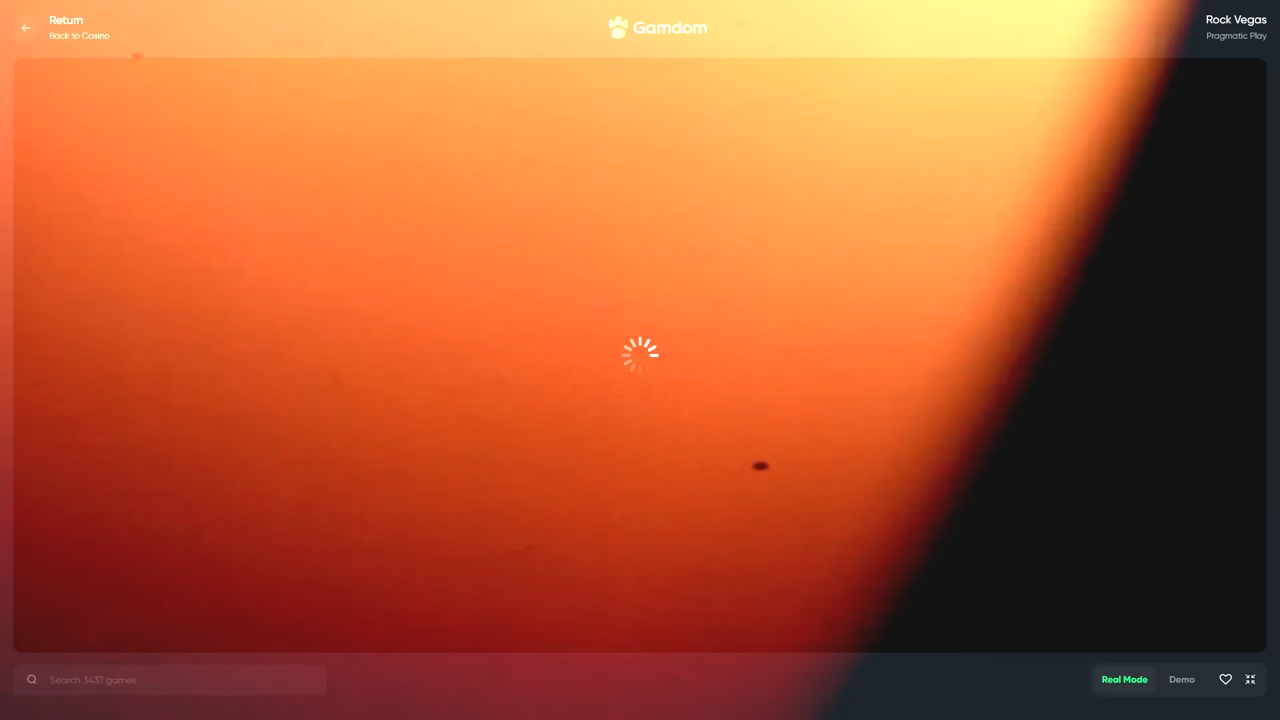 Return
Back to Casino
Gamdom
Rock Vegas
Pragmatic Play
Search 3437 games
Real Mode
Demo